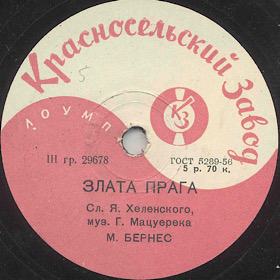 Красносельский Завод
ЛОУМП
КЗ
5
III гр. 29678
ГОСТ 5289-56
5 р. 70 к.
ЗЛАТА ПРАГА
Сл. Я. Хеленского,
муз. Г. Мацуерека
М. БЕРНЕС